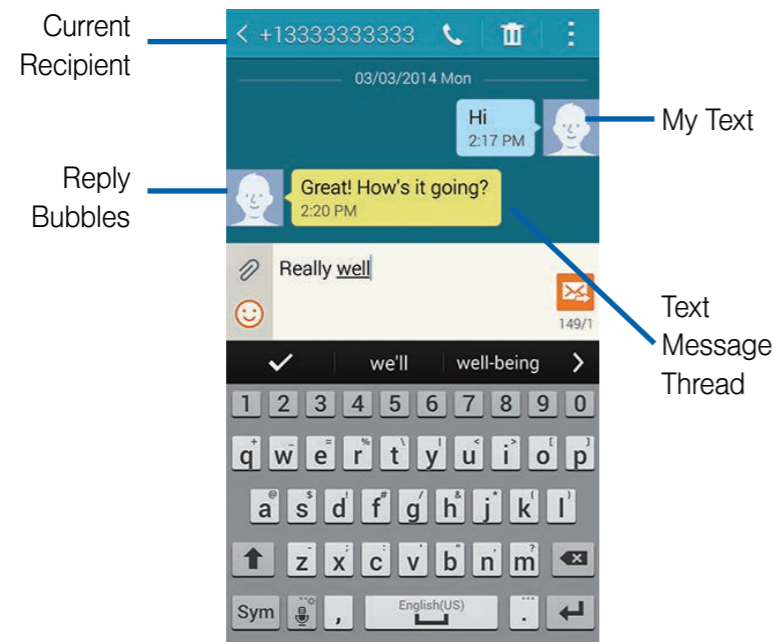 Current
Recipient
+13333333333
03/03/2014 Mon
Hi
2:17 PM
My Text
Reply
Bubbles
Great! How's it going?
2:20 PM
Really well
149/1
Text
Message
Thread
we'll well-being
1 2 3 4 5 6 7 8 9 0
+ - = % \ | < > [ ]
q w e r t y u i o p
@ $ ! # / & * ( )
a s d f g h j k l
- ; : ' " , ?
z x c v b n m
Sym , English(US) .